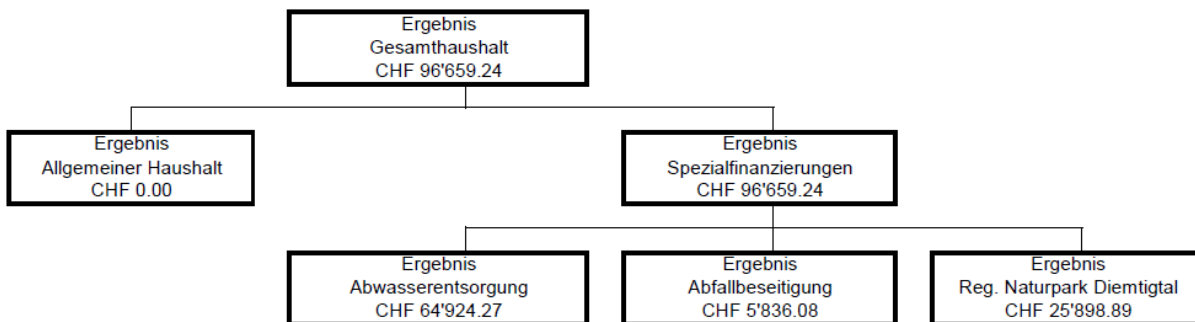 Ergebnis
Gesamthaushalt
CHF 96'659.24
Ergebnis
Allgemeiner Haushalt
CHF 0.00
Ergebnis
Spezialfinanzierungen
CHF 96'659.24
Ergebnis
Abwasserentsorgung
CHF 64'924.27
Ergebnis
Abfallbeseitigung
CHF 5'836.08
Ergebnis
Reg. Naturpark Diemtigtal
CHF 25'898.89